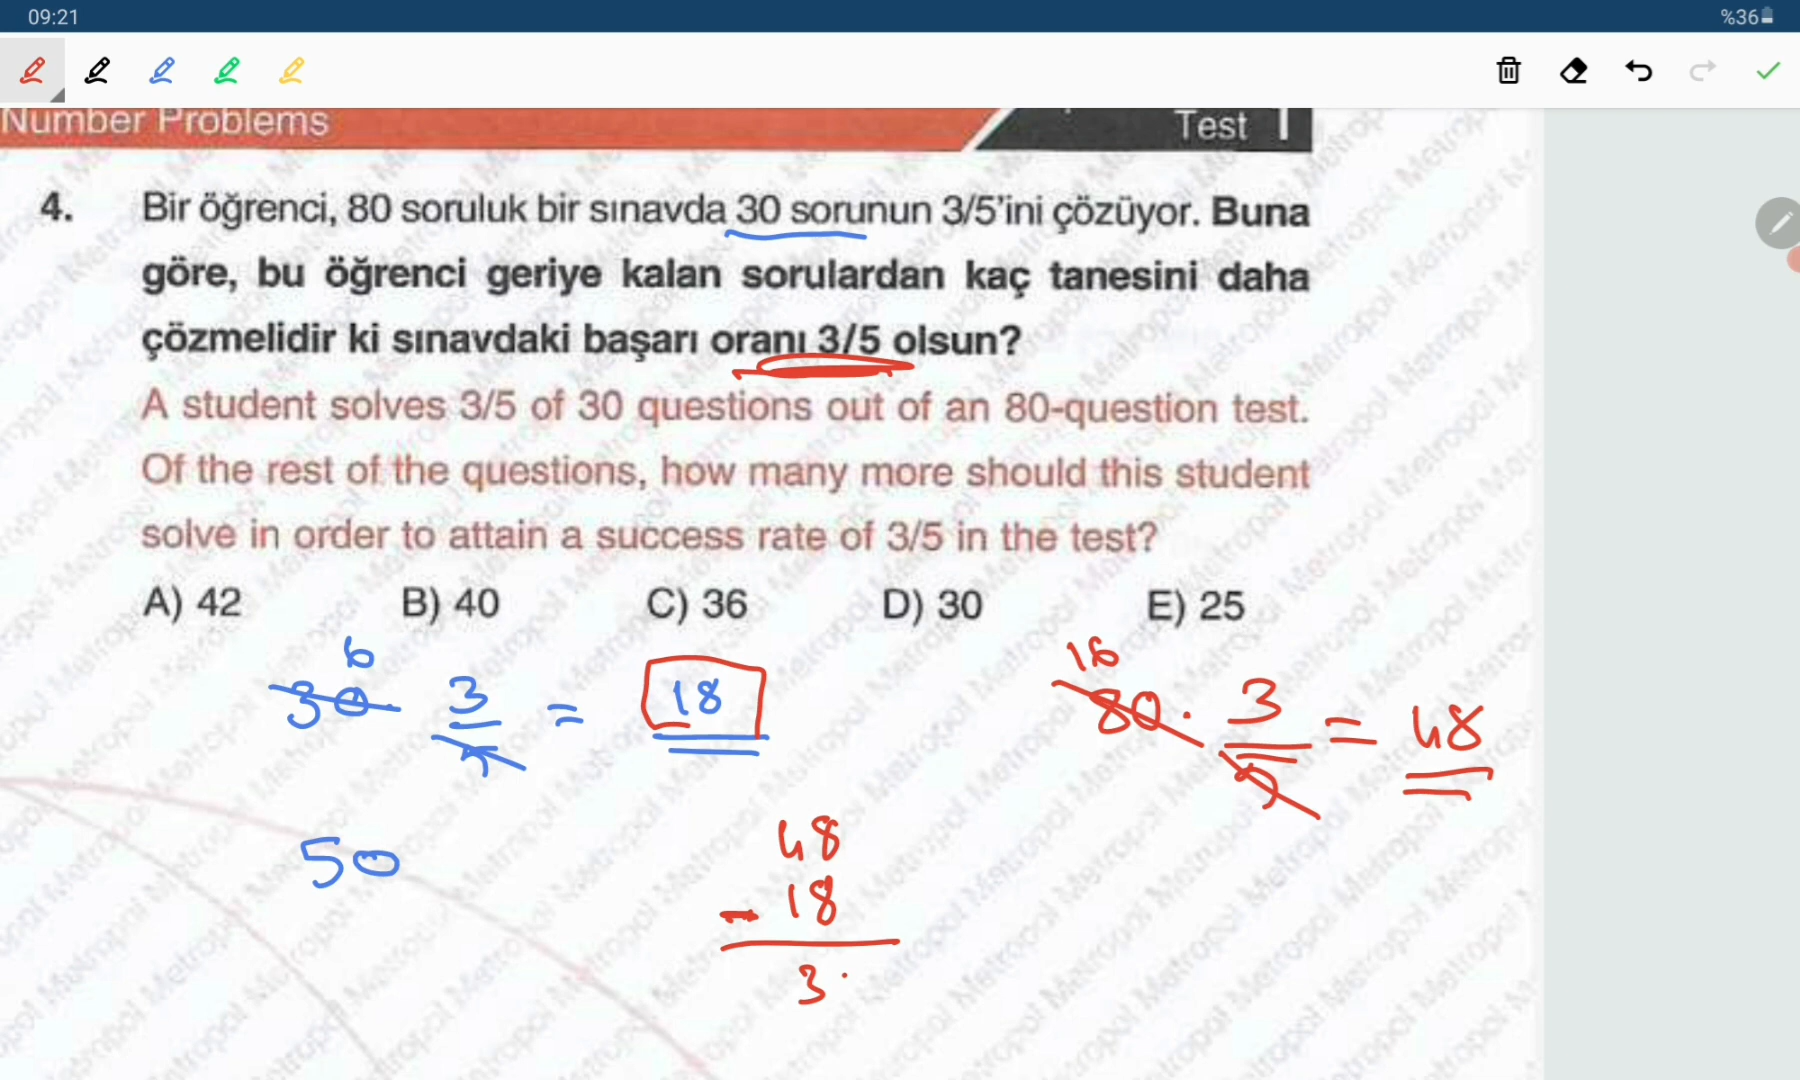 09:21
%36
Number Problems
Test 1
4. Bir öğrenci, 80 soruluk bir sınavda 30 sorunun 3/5'ini çözüyor. Buna
göre, bu öğrenci geriye kalan sorulardan kaç tanesini daha
çözmelidir ki sınavdaki başarı oranı 3/5 olsun?
A student solves 3/5 of 30 questions out of an 80-question test.
Of the rest of the questions, how many more should this student
solve in order to attain a success rate of 3/5 in the test?
A) 42 B) 40 C) 36 D) 30 E) 25
6
30 · 3/5 = 18
16
80 · 3/5 = 48
50
48
- 18
3 ·
Metropol Metropol Metropol